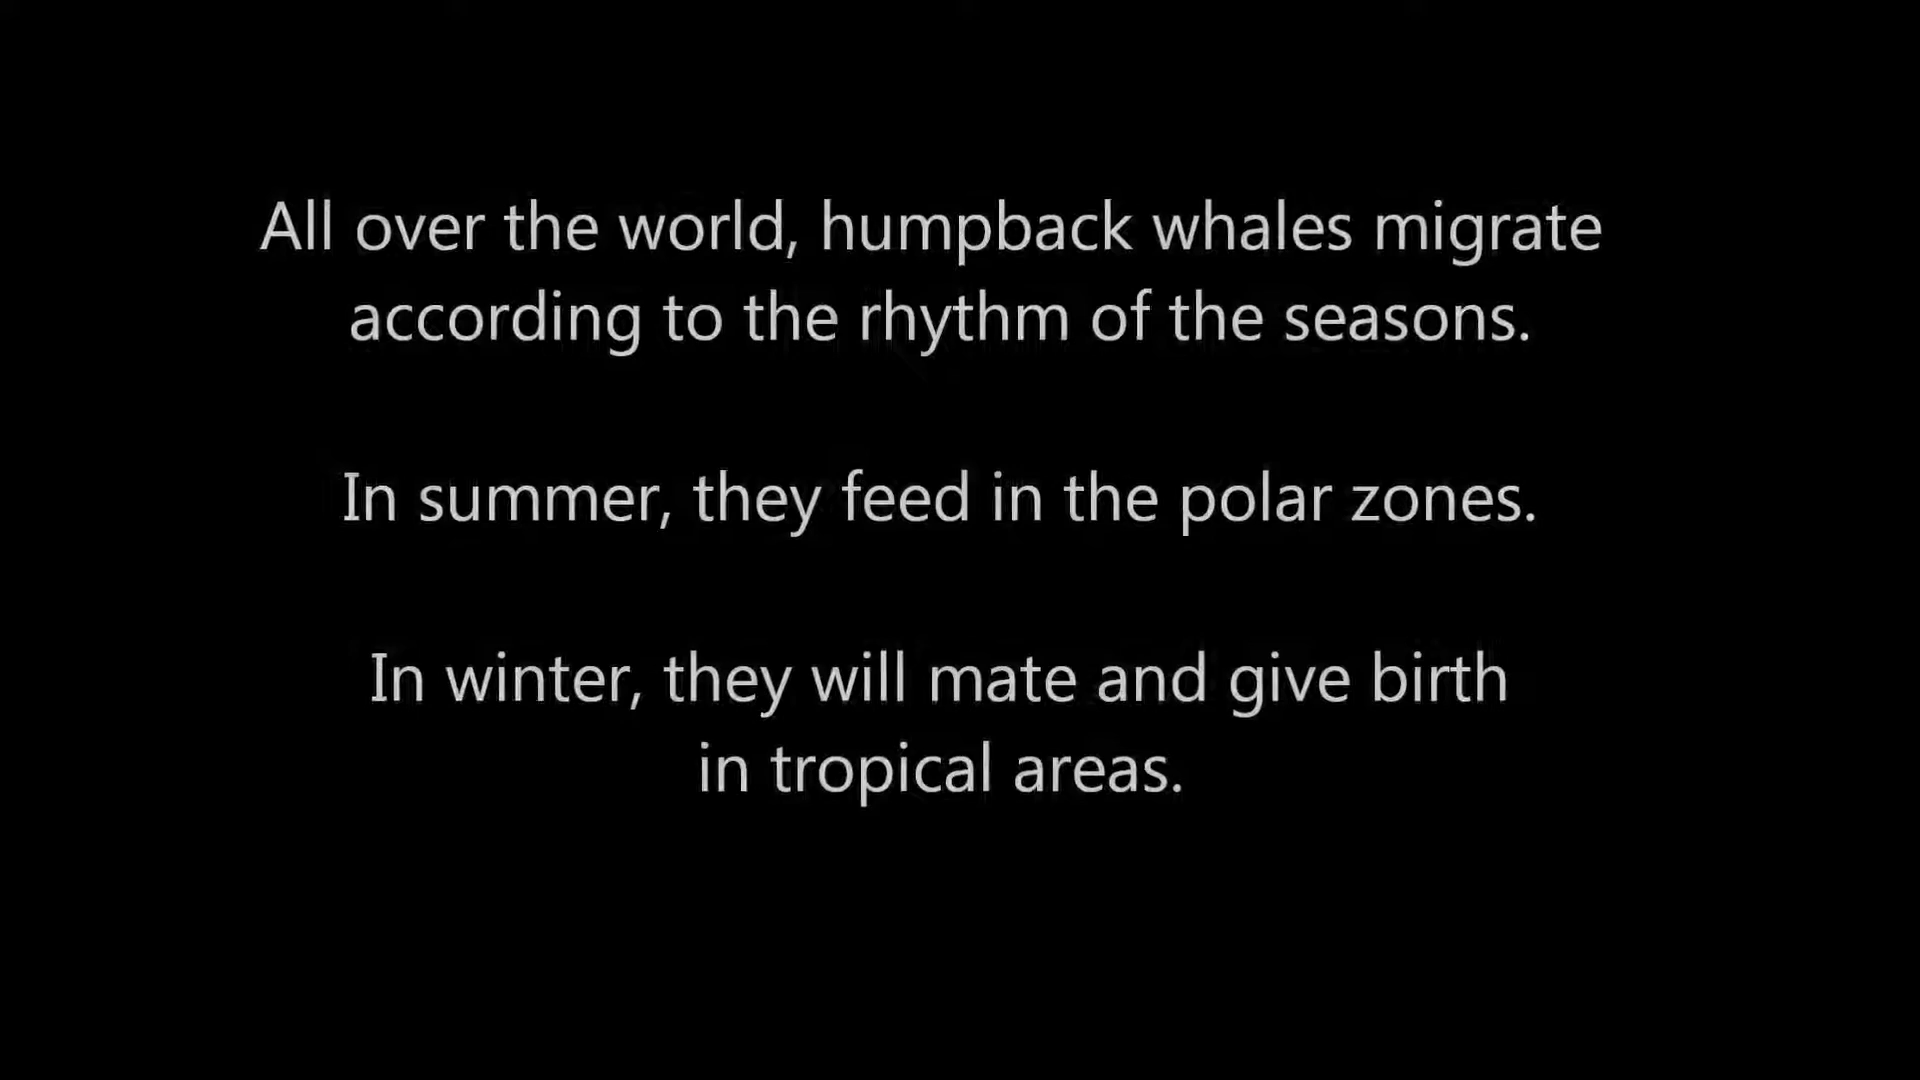 All over the world, humpback whales migrate
according to the rhythm of the seasons.
In summer, they feed in the polar zones.
In winter, they will mate and give birth
in tropical areas.